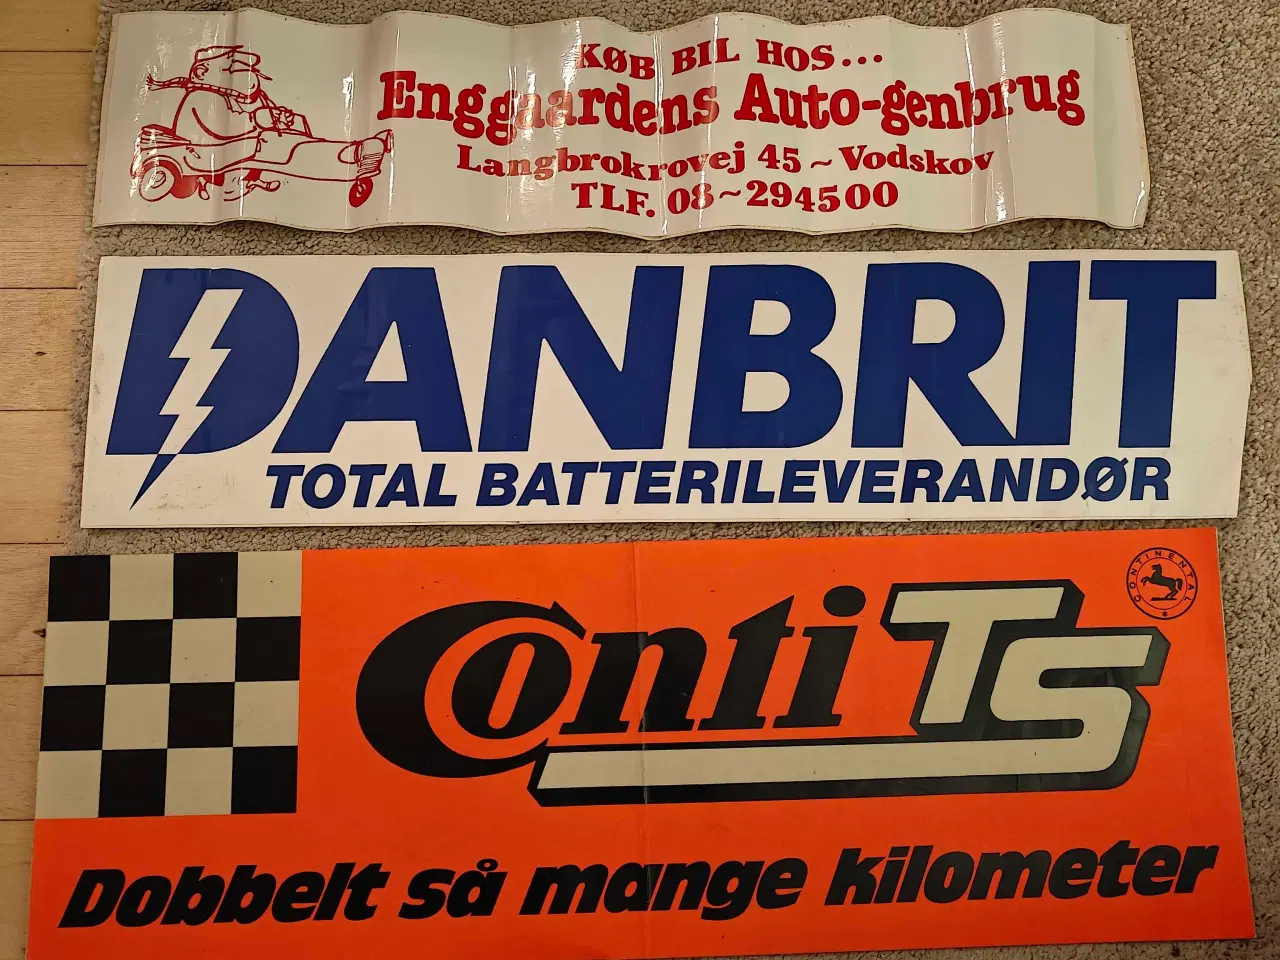 KØB BIL HOS...
Enggaardens Auto-genbrug
Langbrokrovej 45 ~ Vodskov
TLF. 08~294500
DANBRIT
TOTAL BATTERILEVERANDØR
Conti TS
CONTINENTAL
Dobbelt så mange kilometer